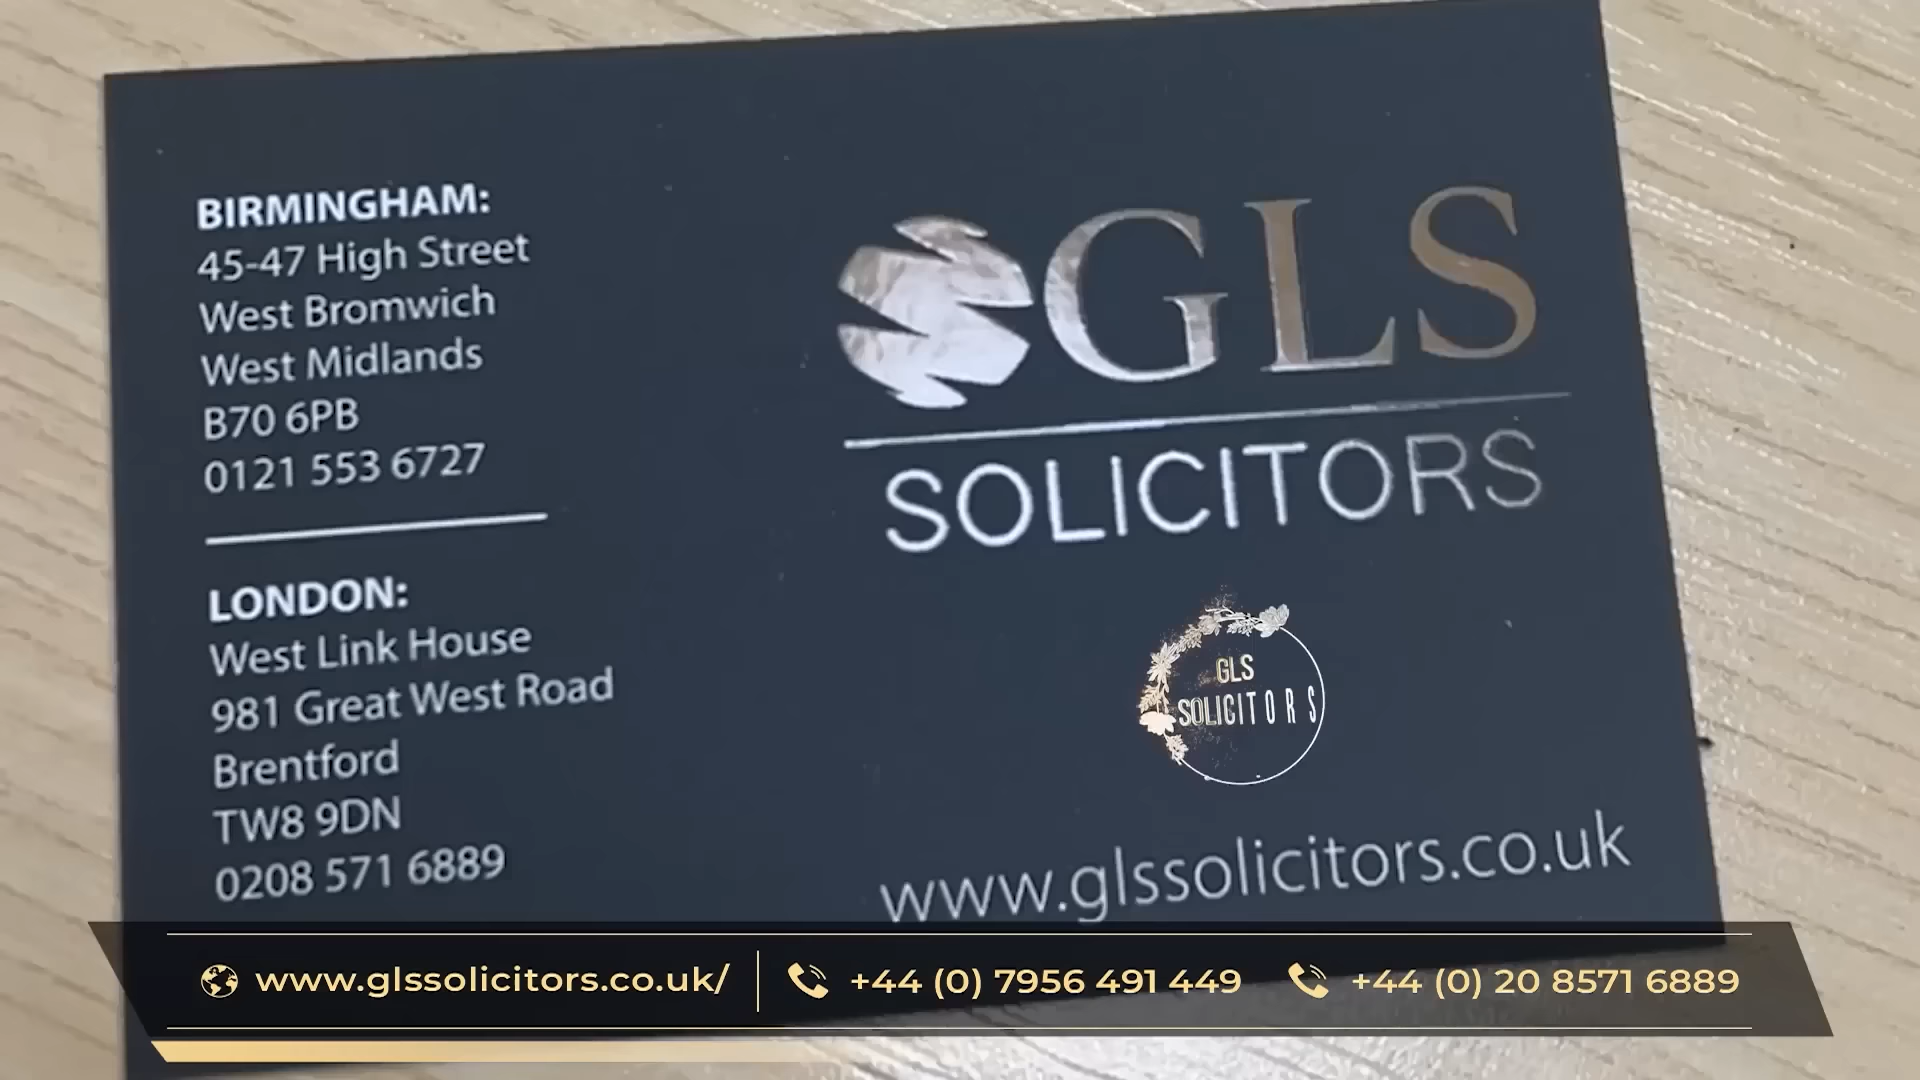 BIRMINGHAM:
45-47 High Street
West Bromwich
West Midlands
B70 6PB
0121 553 6727
LONDON:
West Link House
981 Great West Road
Brentford
TW8 9DN
0208 571 6889
GLS
SOLICITORS
GLS
SOLICITORS
www.glssolicitors.co.uk
www.glssolicitors.co.uk/
+44 (0) 7956 491 449
+44 (0) 20 8571 6889